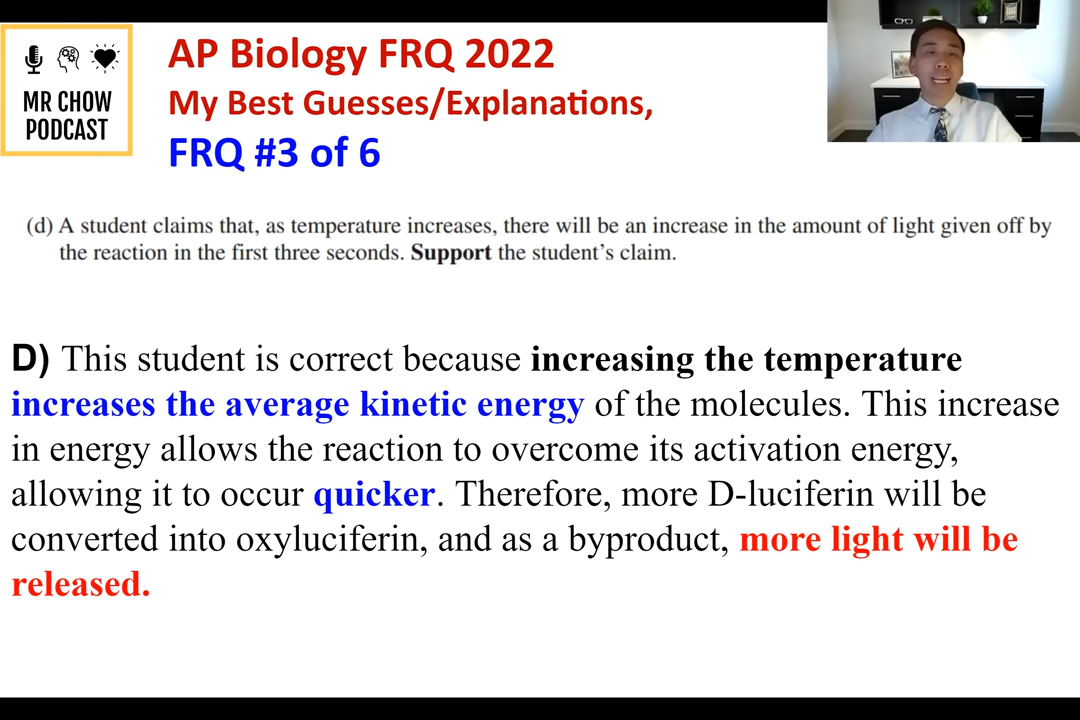 MR CHOW
PODCAST
AP Biology FRQ 2022
My Best Guesses/Explanations,
FRQ #3 of 6
(d) A student claims that, as temperature increases, there will be an increase in the amount of light given off by
the reaction in the first three seconds. Support the student's claim.
D) This student is correct because increasing the temperature
increases the average kinetic energy of the molecules. This increase
in energy allows the reaction to overcome its activation energy,
allowing it to occur quicker. Therefore, more D-luciferin will be
converted into oxyluciferin, and as a byproduct, more light will be
released.